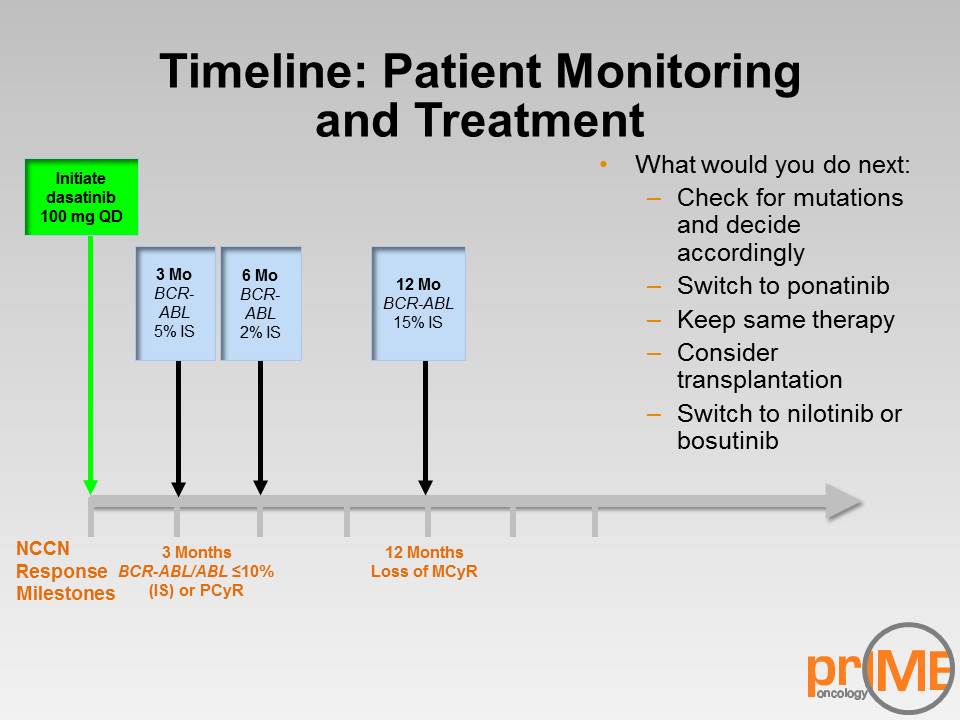 Timeline: Patient Monitoring
and Treatment
Initiate
dasatinib
100 mg QD
3 Mo
BCR-
ABL
5% IS
6 Mo
BCR-
ABL
2% IS
12 Mo
BCR-ABL
15% IS
• What would you do next:
– Check for mutations
and decide
accordingly
– Switch to ponatinib
– Keep same therapy
– Consider
transplantation
– Switch to nilotinib or
bosutinib
NCCN
Response
Milestones
3 Months
BCR-ABL/ABL ≤10%
(IS) or PCyR
12 Months
Loss of MCyR
prIME
oncology